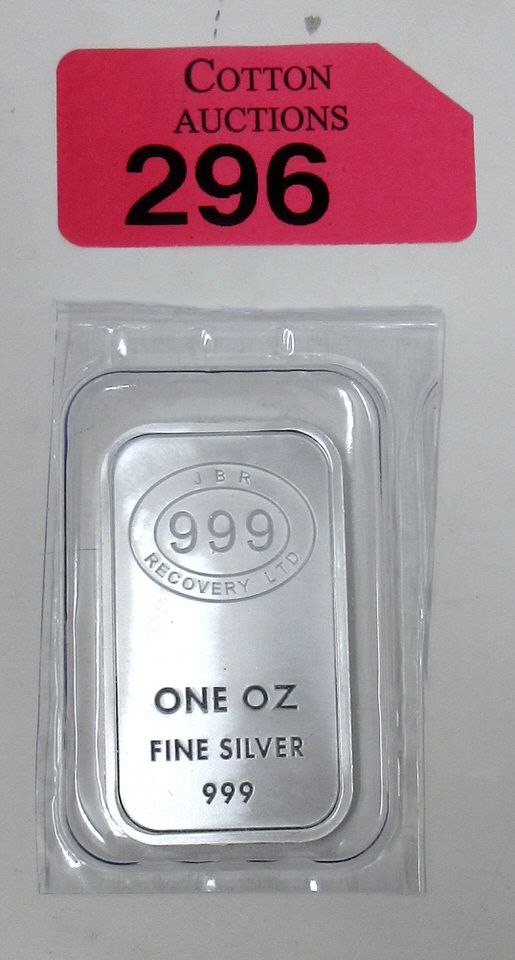 COTTON
AUCTIONS
296
JBR
999
RECOVERY LTD
ONE OZ
FINE SILVER
999